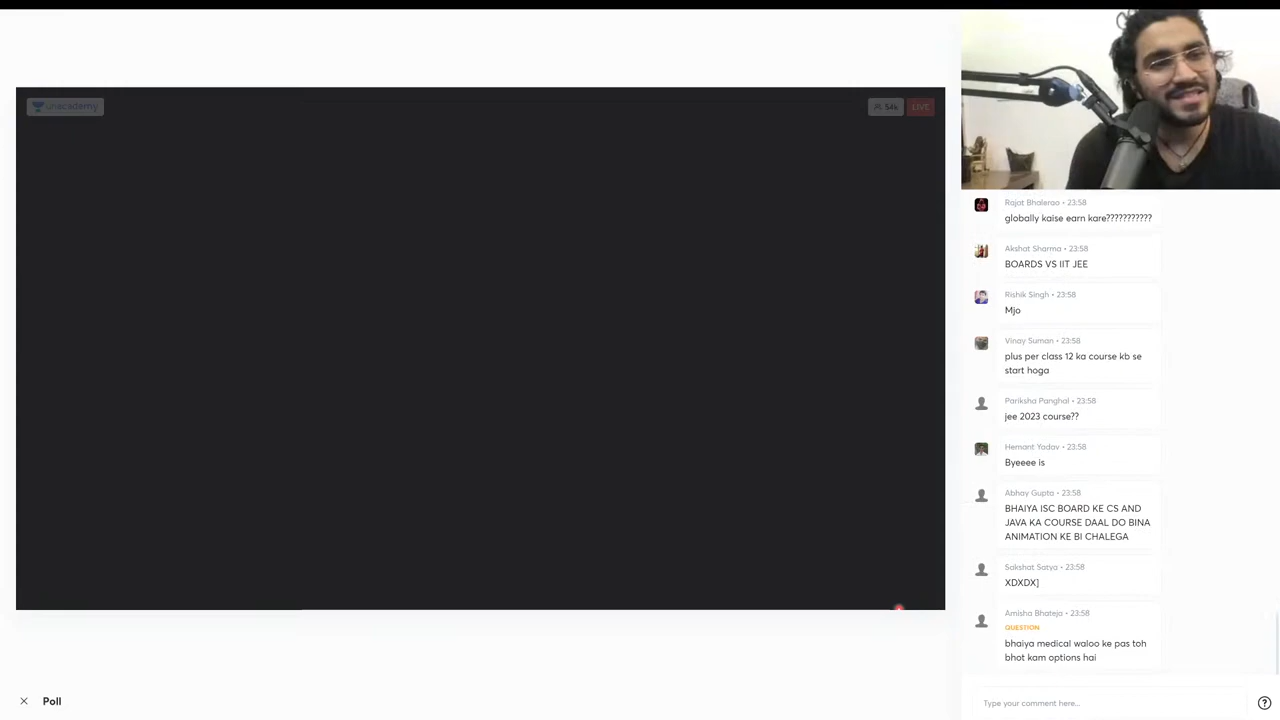 unacademy
54k
LIVE
Rajat Bhalerao • 23:58
globally kaise earn kare???????????
Akshat Sharma • 23:58
BOARDS VS IIT JEE
Rishik Singh • 23:58
Mjo
Vinay Suman • 23:58
plus per class 12 ka course kb se
start hoga
Pariksha Panghal • 23:58
jee 2023 course??
Hemant Yadav • 23:58
Byeeee is
Abhay Gupta • 23:58
BHAIYA ISC BOARD KE CS AND
JAVA KA COURSE DAAL DO BINA
ANIMATION KE BI CHALEGA
Sakshat Satya • 23:58
XDXDX]
Amisha Bhateja • 23:58
QUESTION
bhaiya medical waloo ke pas toh
bhot kam options hai
Poll
Type your comment here...